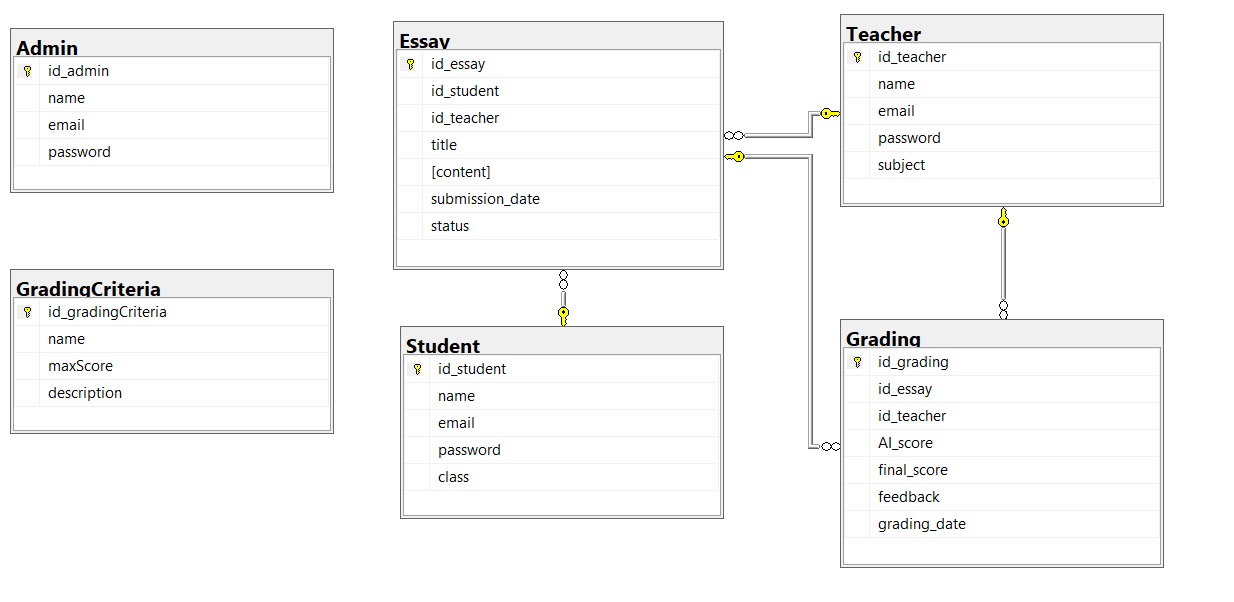 Admin
id_admin
name
email
password
GradingCriteria
id_gradingCriteria
name
maxScore
description
Essay
id_essay
id_student
id_teacher
title
[content]
submission_date
status
Student
id_student
name
email
password
class
Teacher
id_teacher
name
email
password
subject
Grading
id_grading
id_essay
id_teacher
AI_score
final_score
feedback
grading_date